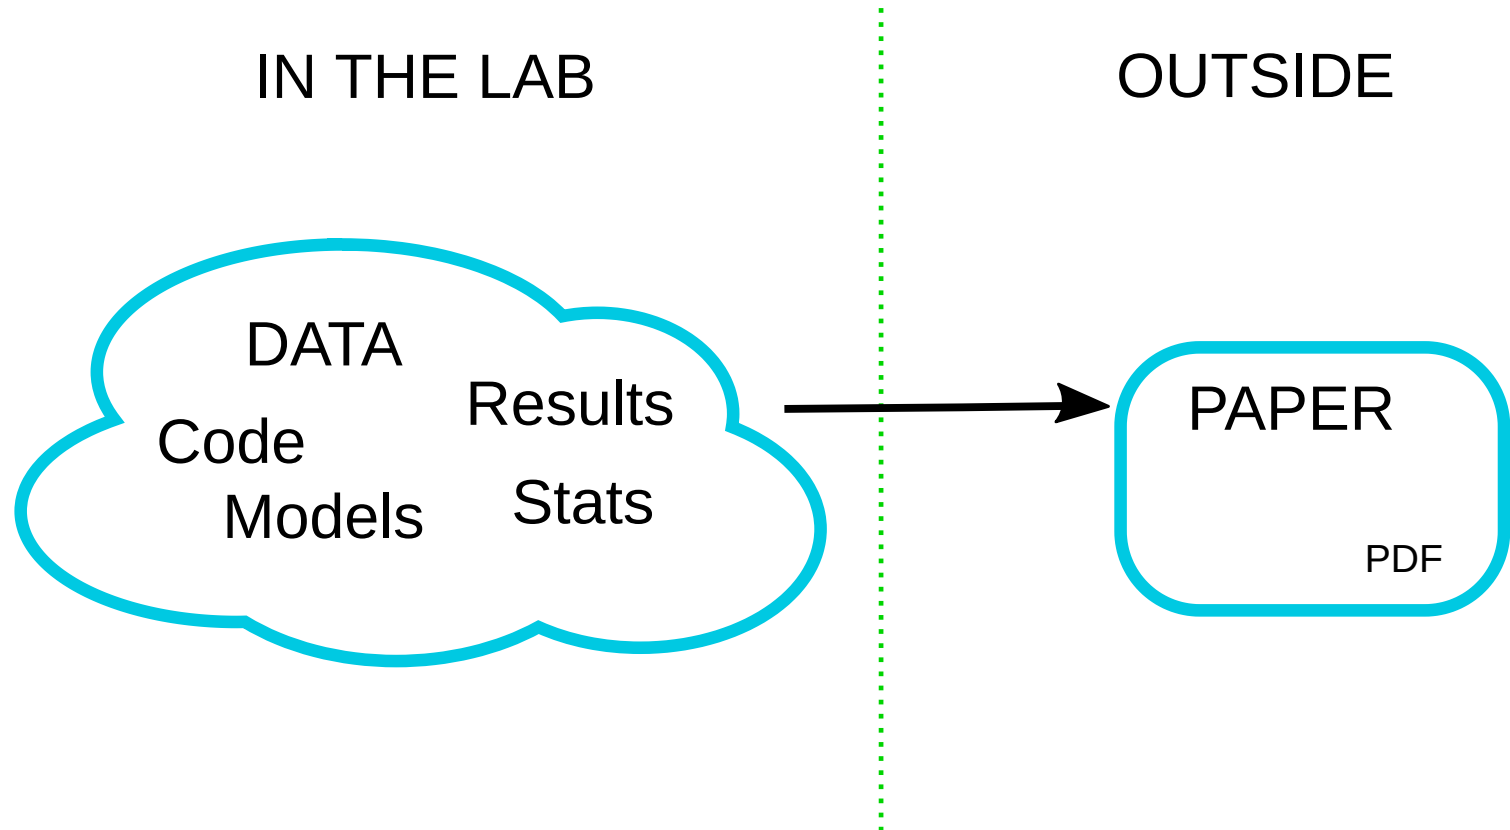 IN THE LAB
OUTSIDE
DATA
Results
Code
Models
Stats
PAPER
PDF